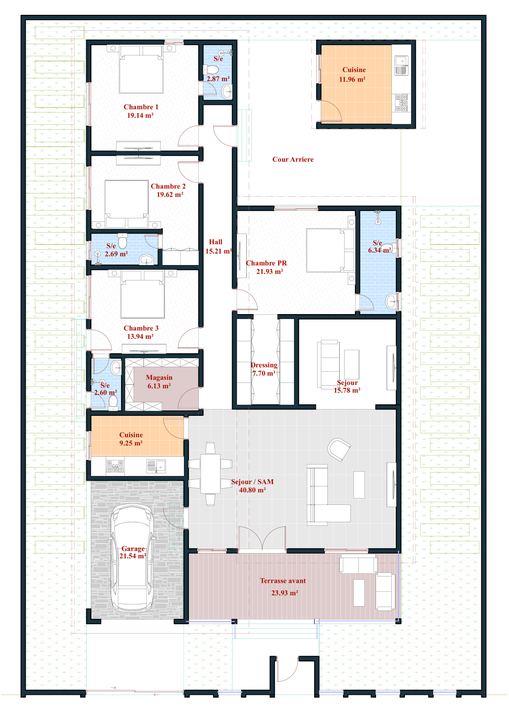 S/e
2.87 m²
Cuisine
11.96 m²
Chambre 1
19.14 m²
Cour Arriere
Chambre 2
19.62 m²
S/e
2.69 m²
Hall
15.21 m²
Chambre PR
21.93 m²
S/e
6.34 m²
Chambre 3
13.94 m²
Dressing
7.70 m²
Sejour
15.78 m²
Magasin
6.13 m²
S/e
2.60 m²
Cuisine
9.25 m²
Sejour / SAM
40.80 m²
Garage
21.54 m²
Terrasse avant
23.93 m²